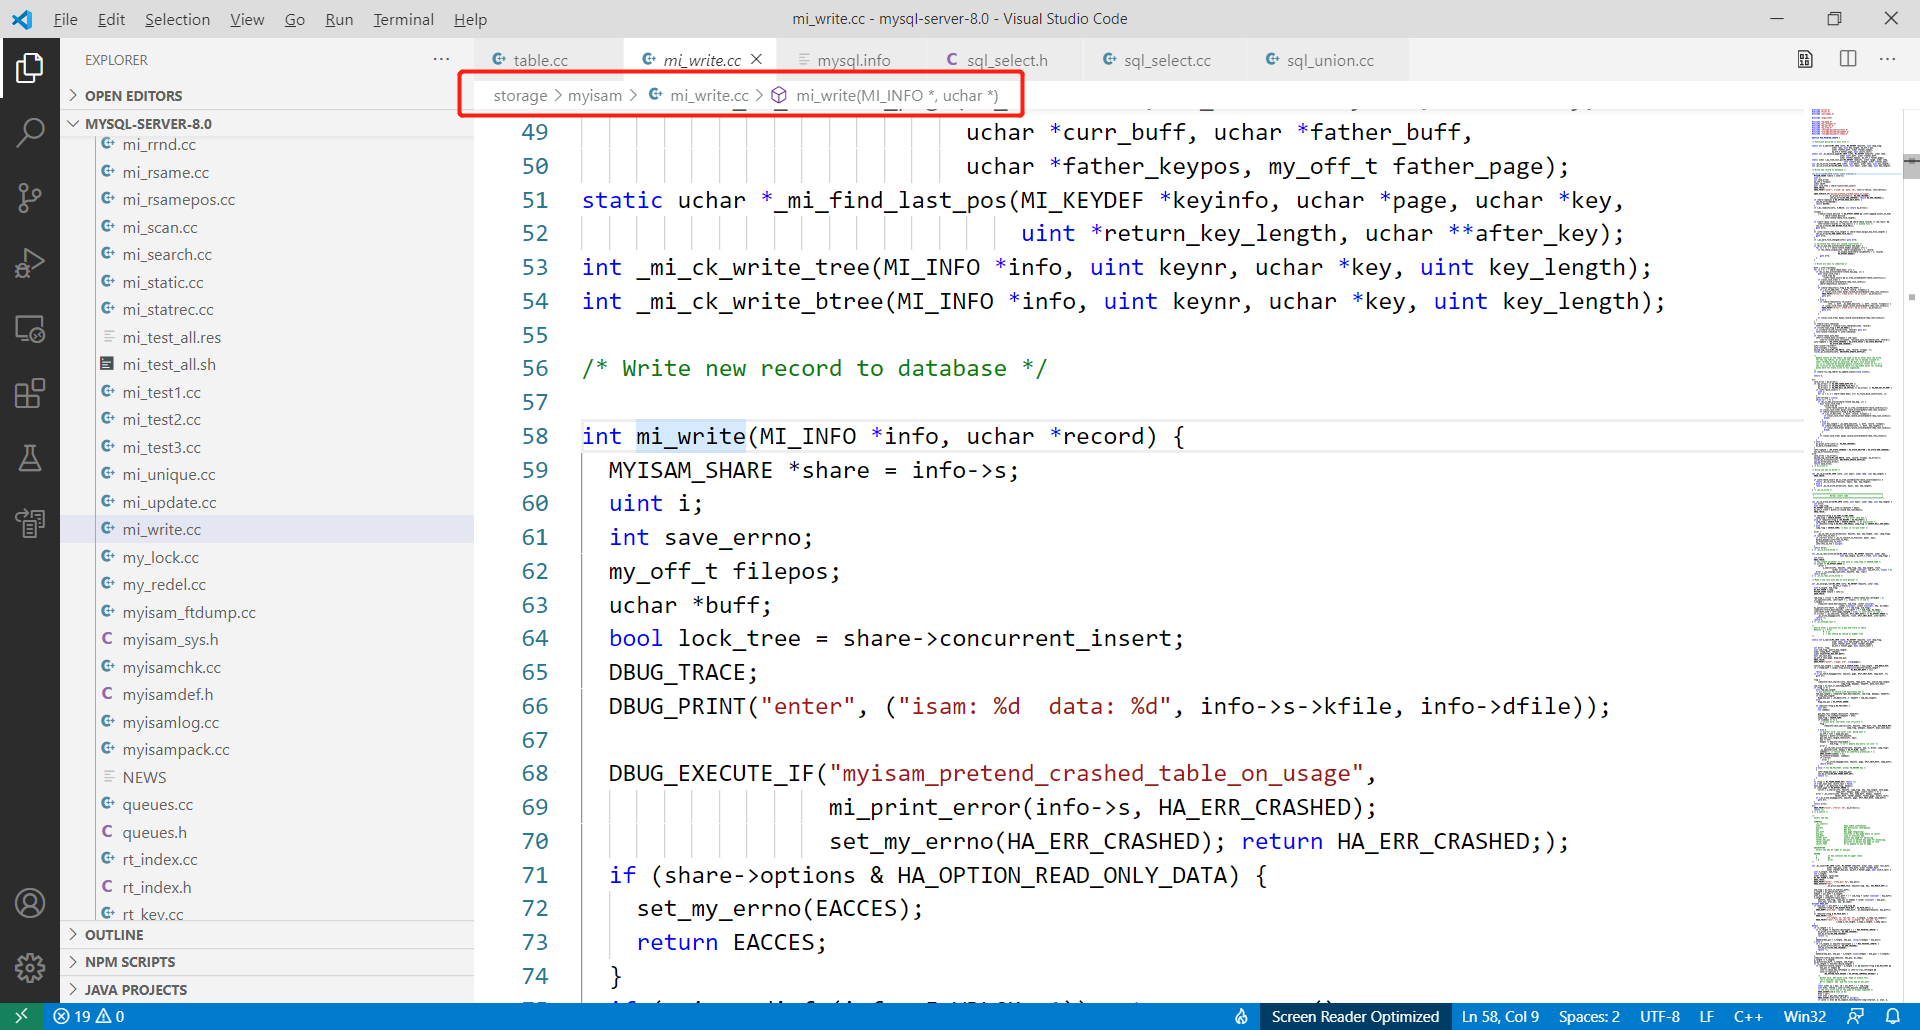 File Edit Selection View Go Run Terminal Help
mi_write.cc - mysql-server-8.0 - Visual Studio Code
EXPLORER
OPEN EDITORS
MYSQL-SERVER-8.0
mi_rrnd.cc
mi_rsame.cc
mi_rsamepos.cc
mi_scan.cc
mi_search.cc
mi_static.cc
mi_statrec.cc
mi_test_all.res
mi_test_all.sh
mi_test1.cc
mi_test2.cc
mi_test3.cc
mi_unique.cc
mi_update.cc
mi_write.cc
my_lock.cc
my_redel.cc
myisam_ftdump.cc
myisam_sys.h
myisamchk.cc
myisamdef.h
myisamlog.cc
myisampack.cc
NEWS
queues.cc
queues.h
rt_index.cc
rt_index.h
rt_key.cc
OUTLINE
NPM SCRIPTS
JAVA PROJECTS
table.cc mi_write.cc mysql.info sql_select.h sql_select.cc sql_union.cc
storage > myisam > mi_write.cc > mi_write(MI_INFO *, uchar *)
49 uchar *curr_buff, uchar *father_buff,
50 uchar *father_keypos, my_off_t father_page);
51 static uchar *_mi_find_last_pos(MI_KEYDEF *keyinfo, uchar *page, uchar *key,
52 uint *return_key_length, uchar **after_key);
53 int _mi_ck_write_tree(MI_INFO *info, uint keynr, uchar *key, uint key_length);
54 int _mi_ck_write_btree(MI_INFO *info, uint keynr, uchar *key, uint key_length);
55
56 /* Write new record to database */
57
58 int mi_write(MI_INFO *info, uchar *record) {
59 MYISAM_SHARE *share = info->s;
60 uint i;
61 int save_errno;
62 my_off_t filepos;
63 uchar *buff;
64 bool lock_tree = share->concurrent_insert;
65 DBUG_TRACE;
66 DBUG_PRINT("enter", ("isam: %d  data: %d", info->s->kfile, info->dfile));
67
68 DBUG_EXECUTE_IF("myisam_pretend_crashed_table_on_usage",
69 mi_print_error(info->s, HA_ERR_CRASHED);
70 set_my_errno(HA_ERR_CRASHED); return HA_ERR_CRASHED;);
71 if (share->options & HA_OPTION_READ_ONLY_DATA) {
72 set_my_errno(EACCES);
73 return EACCES;
74 }
19 0 Screen Reader Optimized Ln 58, Col 9 Spaces: 2 UTF-8 LF C++ Win32